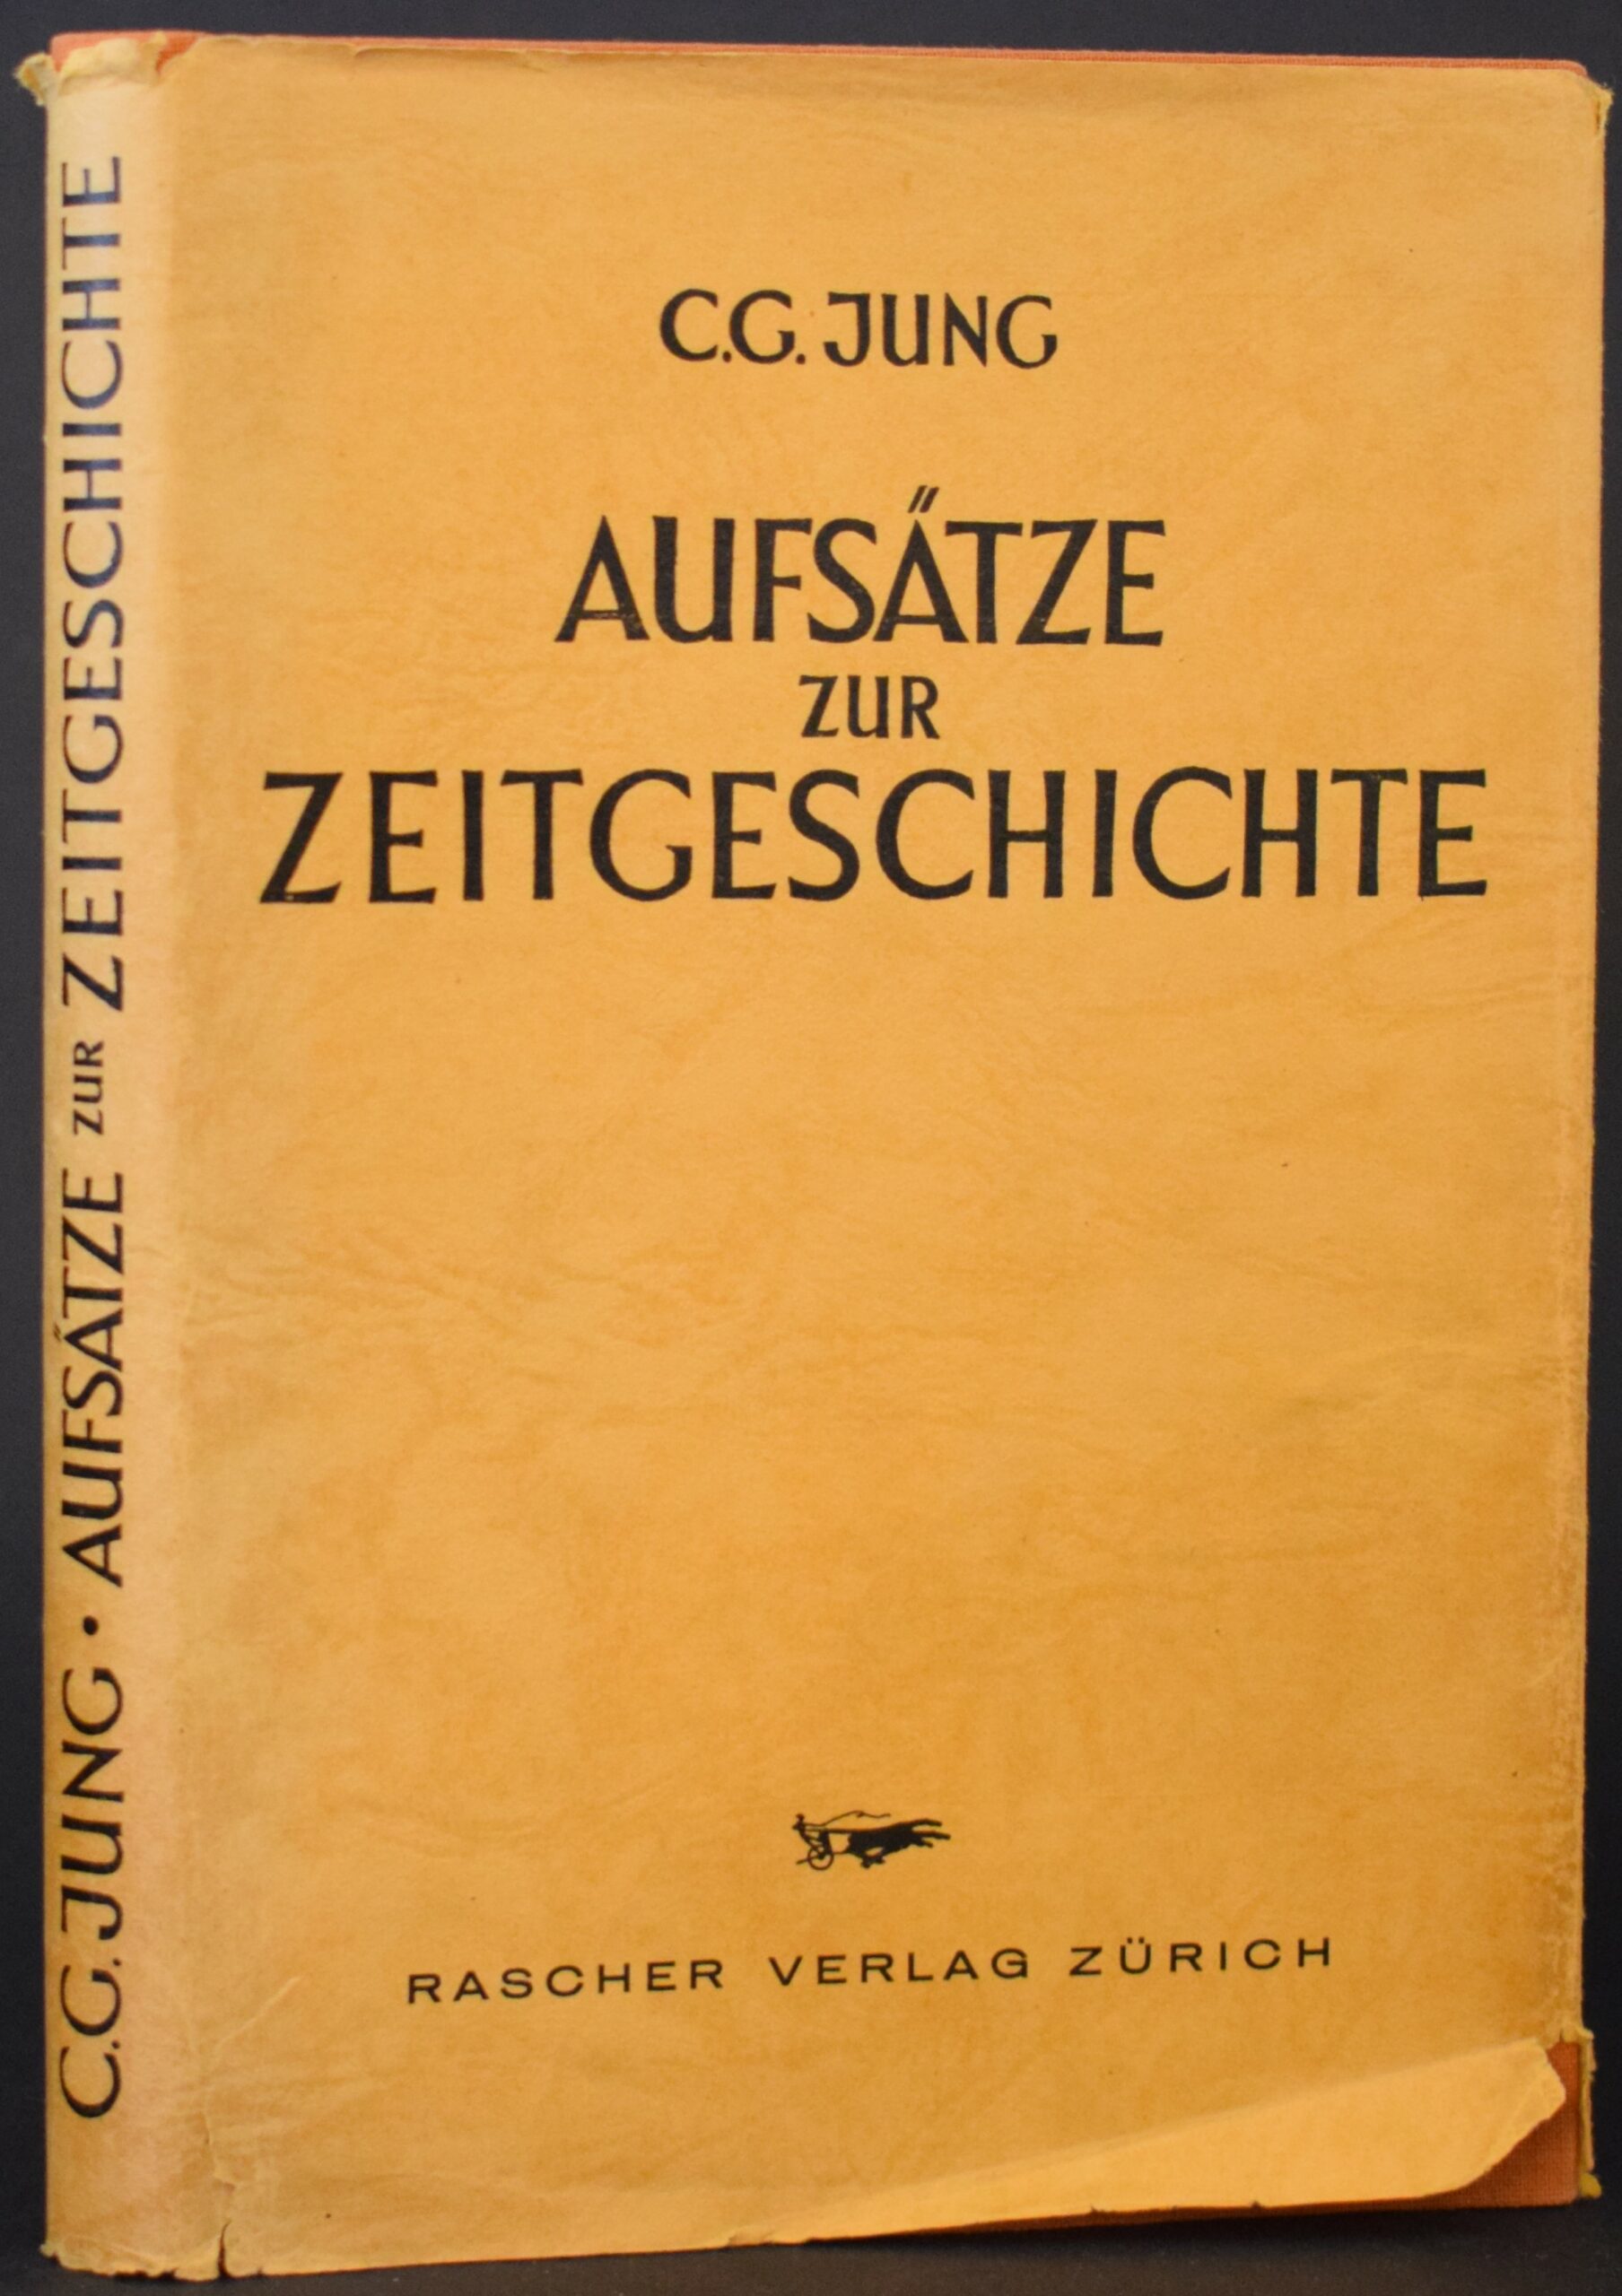 C.G. JUNG • AUFSÄTZE ZUR ZEITGESCHICHTE
C.G. JUNG
AUFSÄTZE
ZUR
ZEITGESCHICHTE
RASCHER VERLAG ZÜRICH